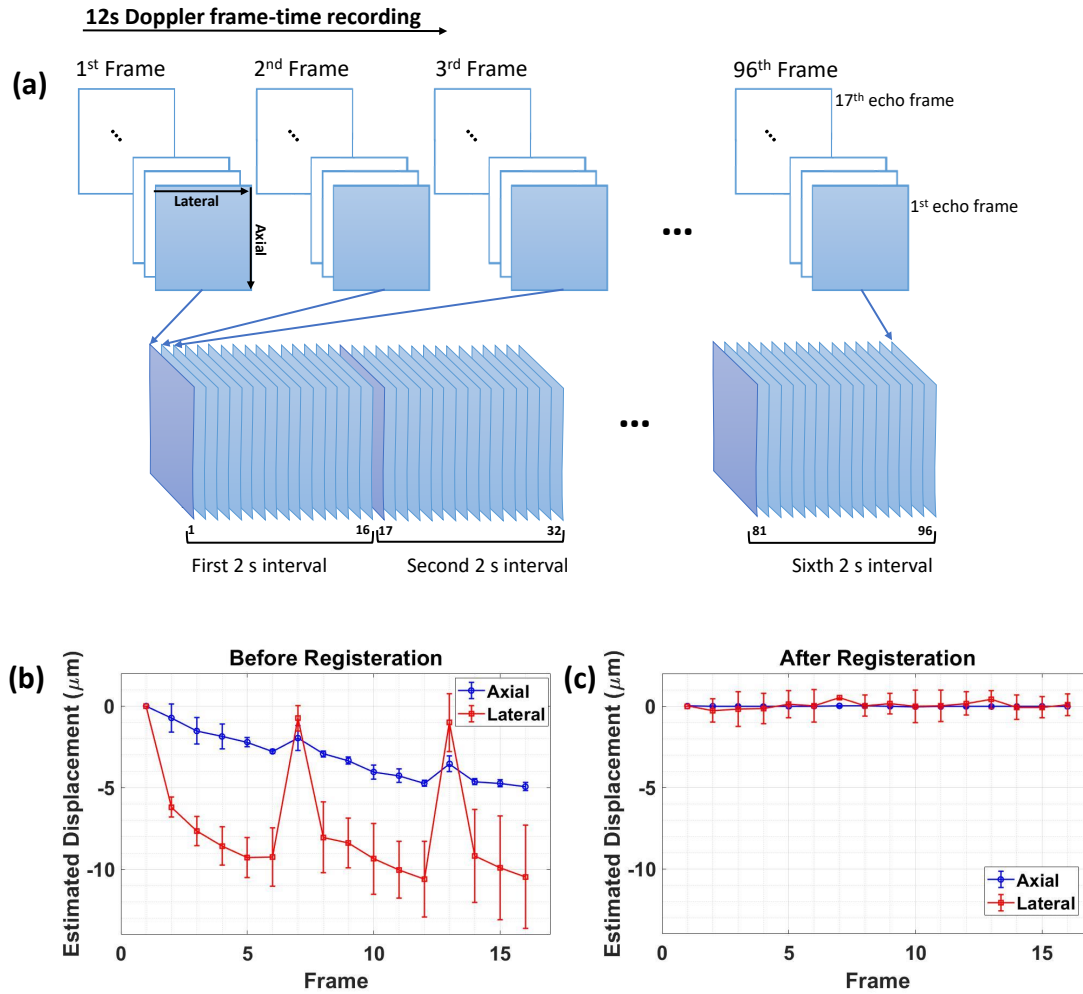 12s Doppler frame-time recording
(a)
1st Frame
2nd Frame
3rd Frame
96th Frame
17th echo frame
Lateral
Axial
1st echo frame
...
...
1
16
17
32
81
96
First 2 s interval
Second 2 s interval
Sixth 2 s interval
(b)
Before Registeration
Estimated Displacement (μm)
0
-5
-10
Axial
Lateral
0
5
10
15
Frame
(c)
After Registeration
Estimated Displacement (μm)
0
-5
-10
Axial
Lateral
0
5
10
15
Frame